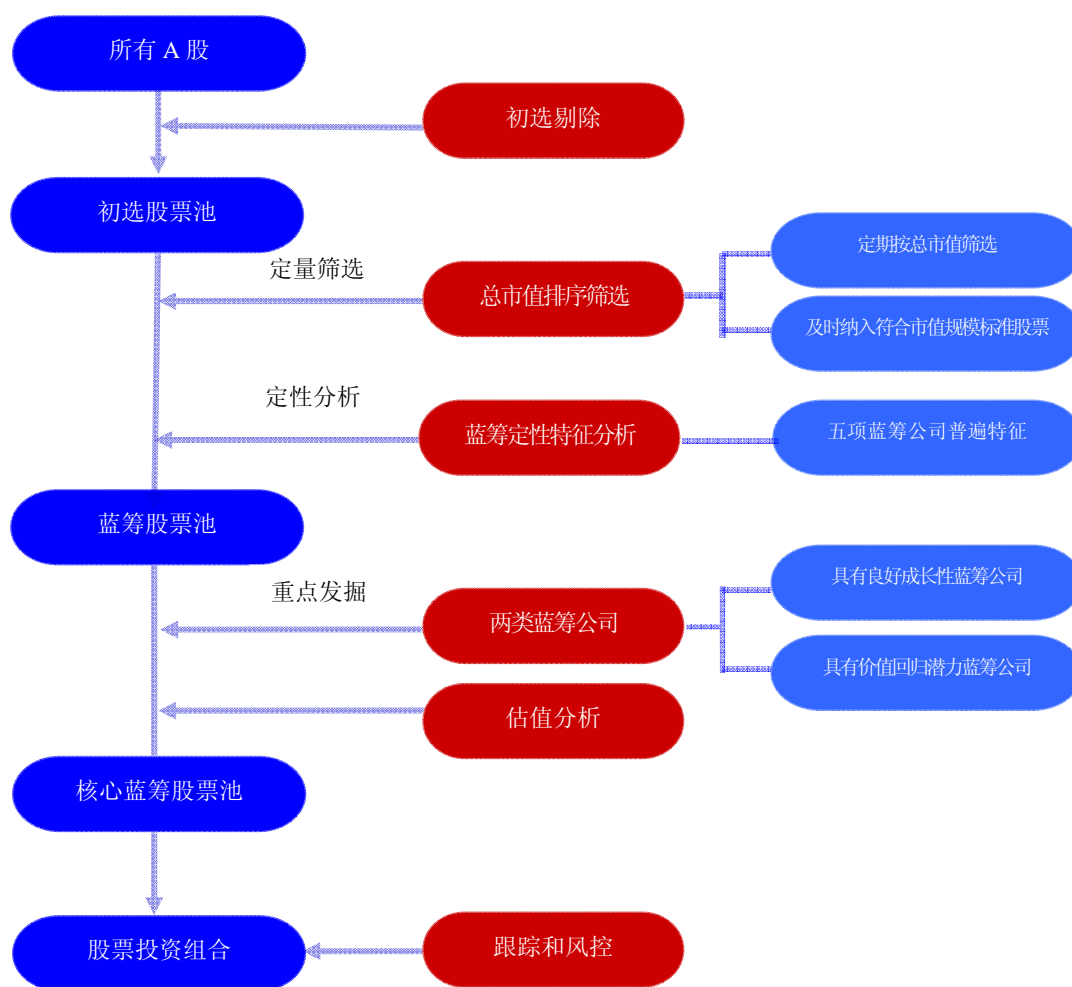 所有 A 股
初选剔除
初选股票池
定期按总市值筛选
定量筛选
总市值排序筛选
及时纳入符合市值规模标准股票
定性分析
蓝筹定性特征分析
五项蓝筹公司普遍特征
蓝筹股票池
具有良好成长性蓝筹公司
重点发掘
两类蓝筹公司
具有价值回归潜力蓝筹公司
估值分析
核心蓝筹股票池
股票投资组合
跟踪和风控